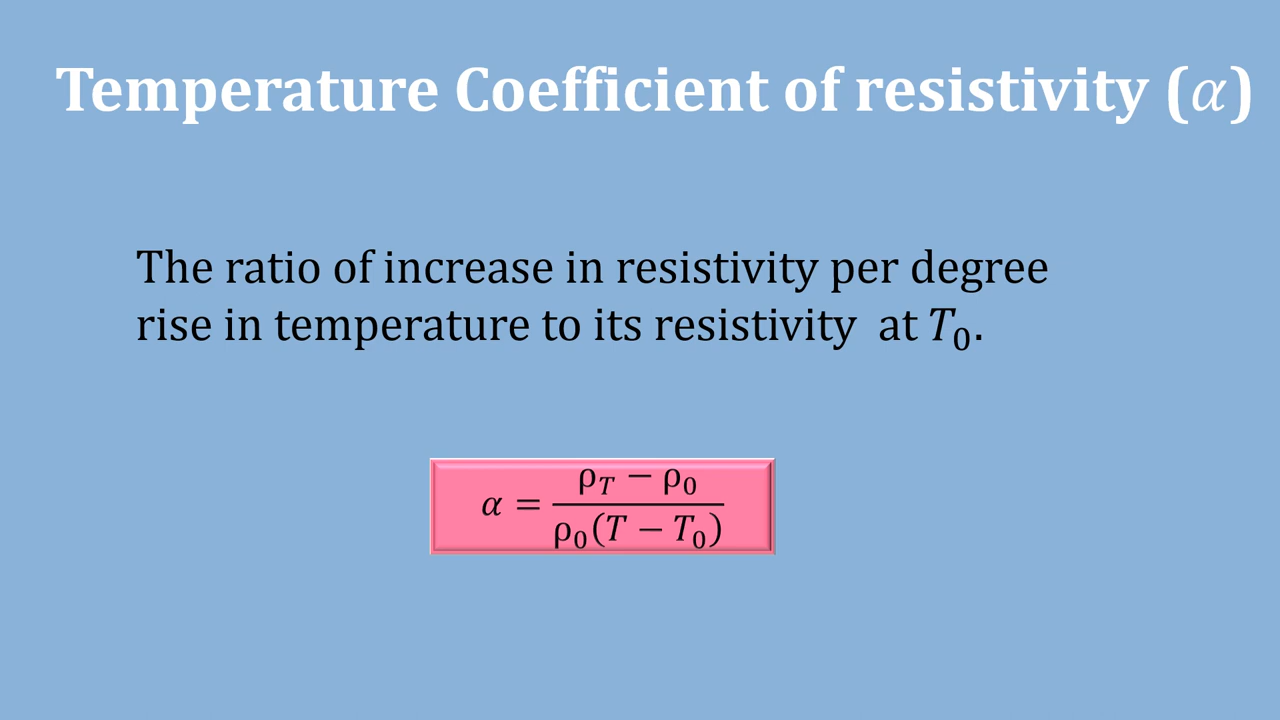 Temperature Coefficient of resistivity (α)
The ratio of increase in resistivity per degree
rise in temperature to its resistivity at T₀.
α = (ρ_T − ρ₀) / (ρ₀(T − T₀))